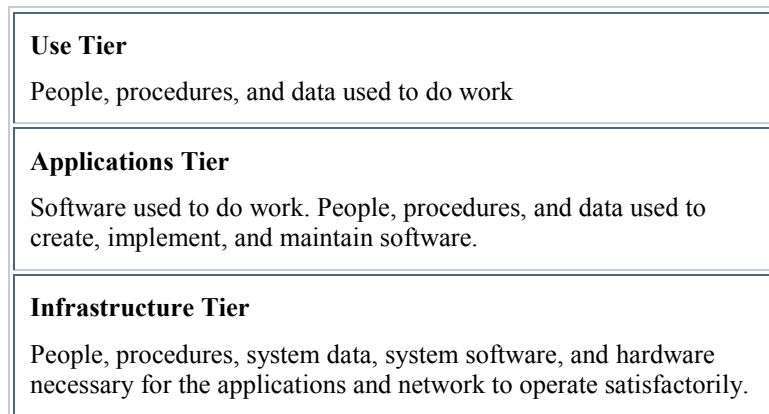 Use Tier
People, procedures, and data used to do work
Applications Tier
Software used to do work. People, procedures, and data used to
create, implement, and maintain software.
Infrastructure Tier
People, procedures, system data, system software, and hardware
necessary for the applications and network to operate satisfactorily.